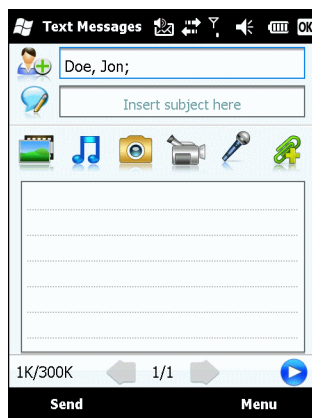 Text Messages OK
Doe, Jon;
Insert subject here
1K/300K 1/1
Send Menu